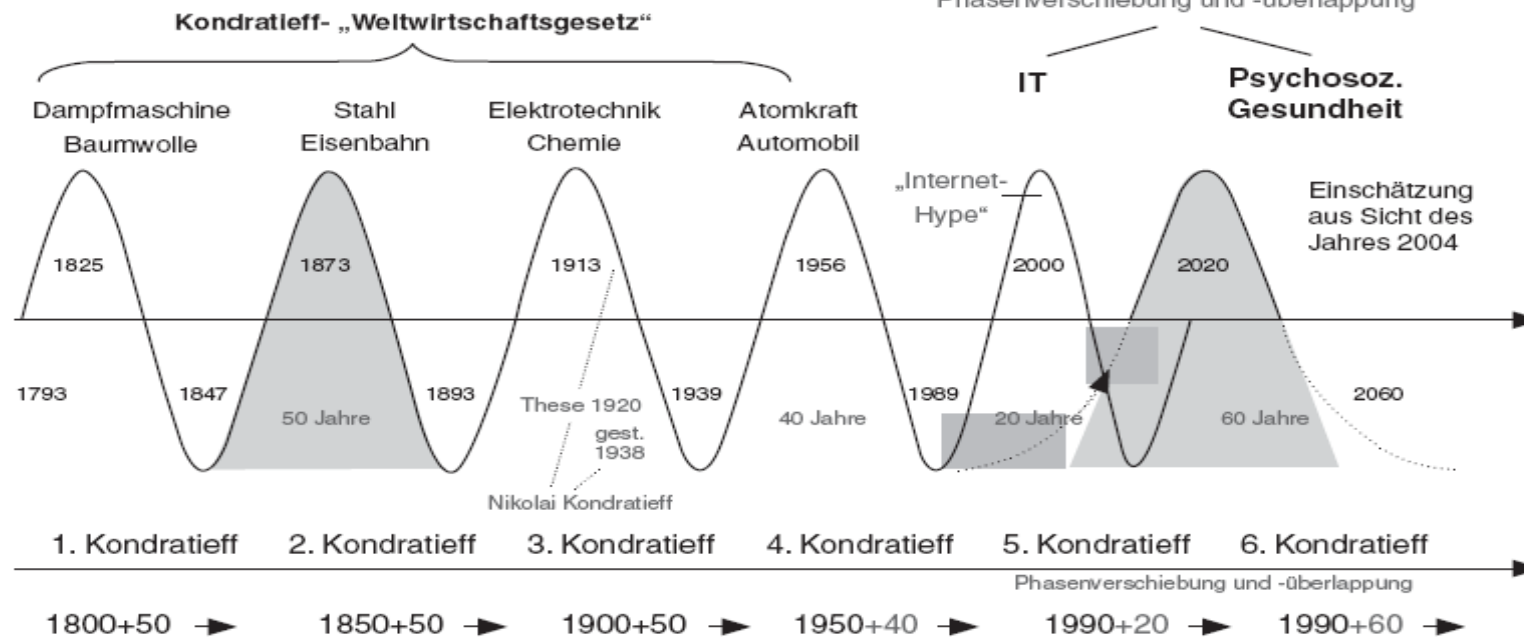 Phasenverschiebung und -überlappung
Kondratieff- „Weltwirtschaftsgesetz“
IT
Psychosoz.
Gesundheit
Dampfmaschine
Baumwolle
Stahl
Eisenbahn
Elektrotechnik
Chemie
Atomkraft
Automobil
„Internet-
Hype“
Einschätzung
aus Sicht des
Jahres 2004
1825
1873
1913
1956
2000
2020
1793
1847
1893
1939
1989
2060
50 Jahre
These 1920
gest.
1938
40 Jahre
20 Jahre
60 Jahre
Nikolai Kondratieff
1. Kondratieff
2. Kondratieff
3. Kondratieff
4. Kondratieff
5. Kondratieff
6. Kondratieff
Phasenverschiebung und -überlappung
1800+50
1850+50
1900+50
1950+40
1990+20
1990+60